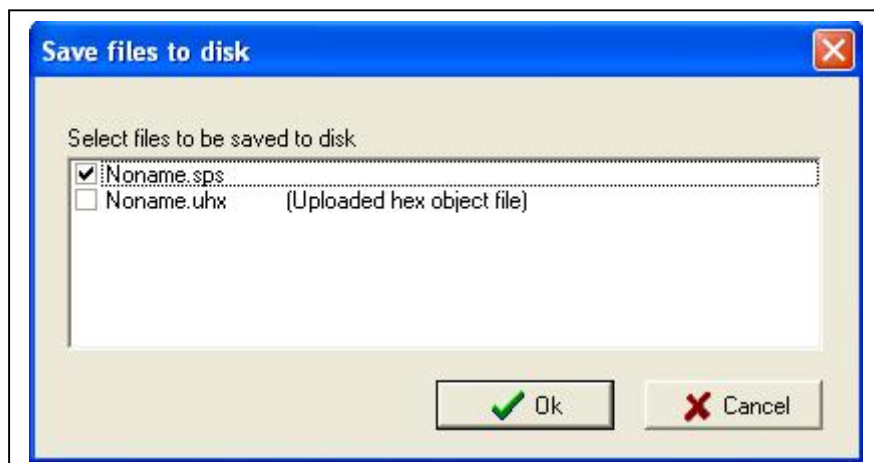 Save files to disk
Select files to be saved to disk
Noname.sps
Noname.uhx (Uploaded hex object file)
Ok
Cancel